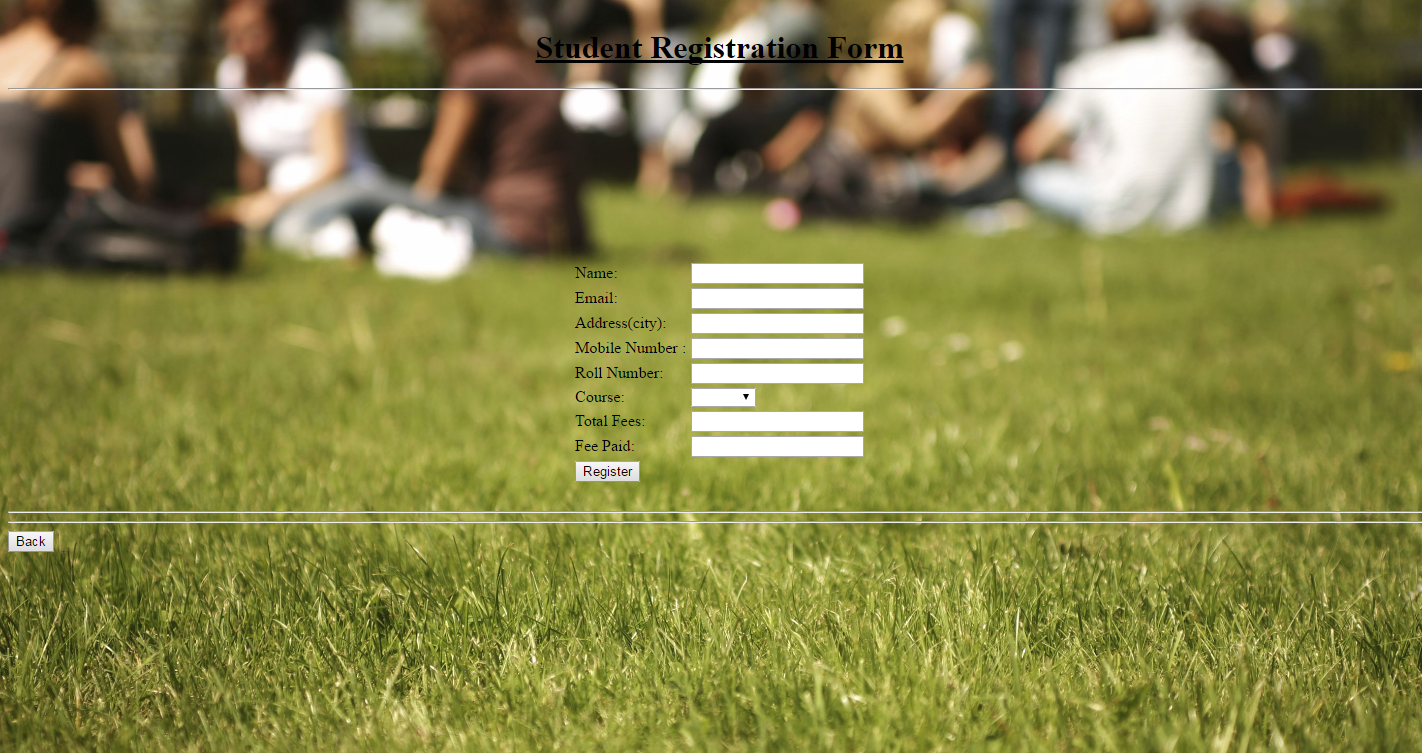 Student Registration Form
Name:
Email:
Address(city):
Mobile Number :
Roll Number:
Course:
Total Fees:
Fee Paid:
Register
Back